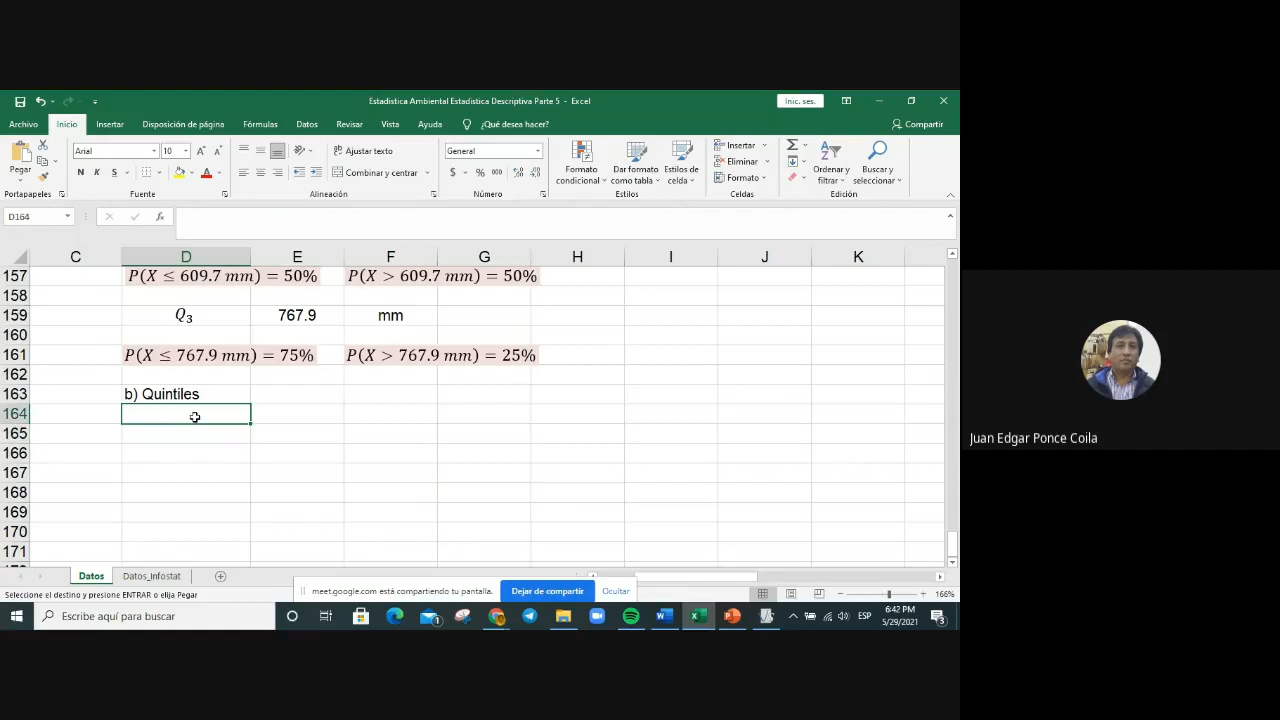 Estadistica Ambiental Estadistica Descriptiva Parte 5 - Excel
Inic. ses.
Archivo Inicio Insertar Disposición de página Fórmulas Datos Revisar Vista Ayuda ¿Qué desea hacer? Compartir
Pegar
Arial 10
N K S
Ajustar texto
Combinar y centrar
General
$ % 000
Formato condicional
Dar formato como tabla
Estilos de celda
Insertar
Eliminar
Formato
Ordenar y filtrar
Buscar y seleccionar
Portapapeles Fuente Alineación Número Estilos Celdas Edición
D164 fx
C D E F G H I J K
157 P(X ≤ 609.7 mm) = 50% P(X > 609.7 mm) = 50%
158
159 Q3 767.9 mm
160
161 P(X ≤ 767.9 mm) = 75% P(X > 767.9 mm) = 25%
162
163 b) Quintiles
164
165
166
167
168
169
170
171
Datos Datos_Infostat
Seleccione el destino y presione ENTRAR o elija Pegar
meet.google.com está compartiendo tu pantalla. Dejar de compartir Ocultar
166%
Escribe aquí para buscar
ESP
6:42 PM
5/29/2021
Juan Edgar Ponce Coila